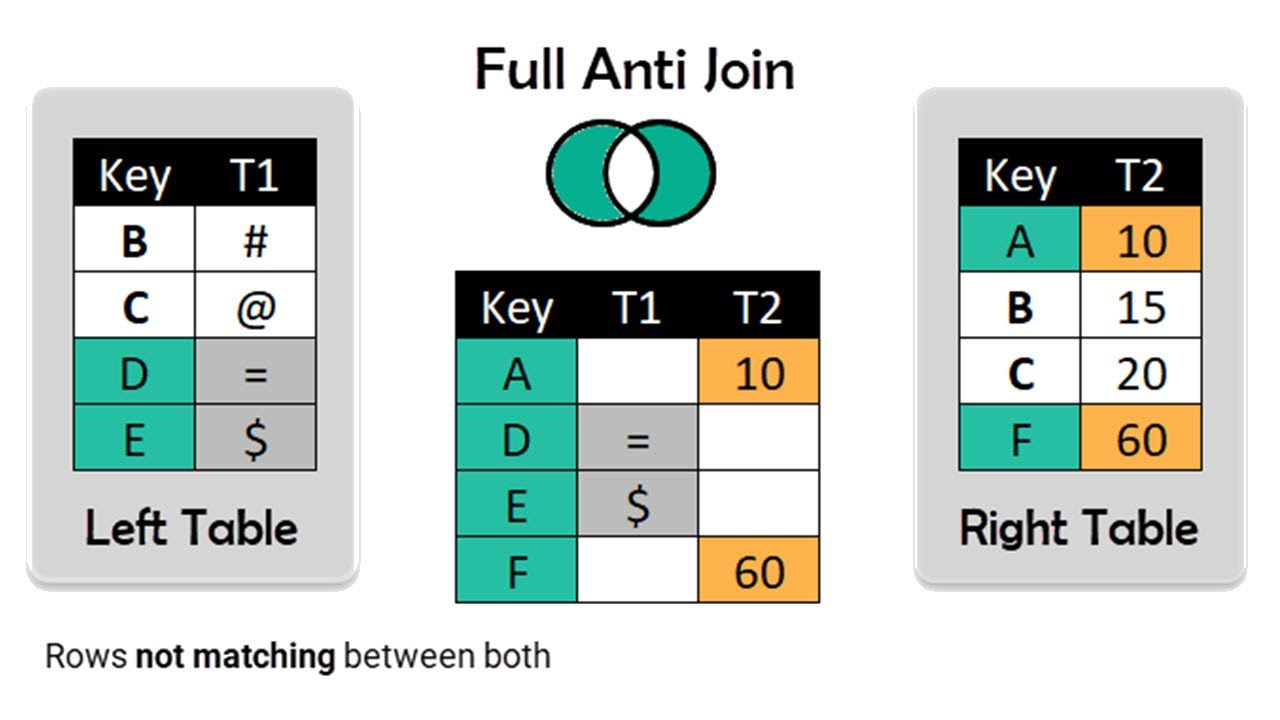 Full Anti Join
Key T1
B #
C @
D =
E $
Left Table
Key T1 T2
A 10
D =
E $
F 60
Key T2
A 10
B 15
C 20
F 60
Right Table
Rows not matching between both